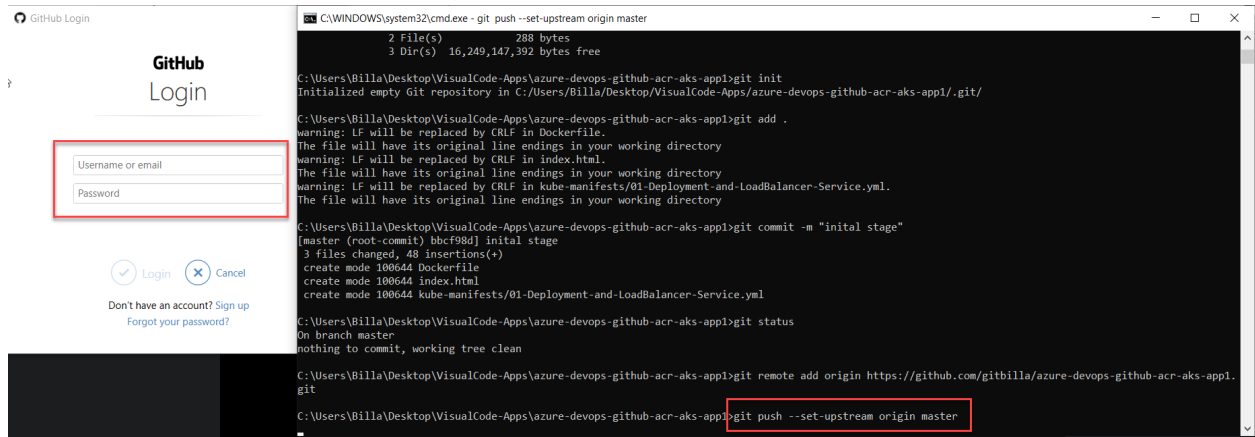 GitHub Login
GitHub
Login
Username or email
Password
Login
Cancel
Don't have an account? Sign up
Forgot your password?
C:\WINDOWS\system32\cmd.exe - git push --set-upstream origin master
2 File(s) 288 bytes
3 Dir(s) 16,249,147,392 bytes free
C:\Users\Billa\Desktop\VisualCode-Apps\azure-devops-github-acr-aks-app1>git init
Initialized empty Git repository in C:/Users/Billa/Desktop/VisualCode-Apps/azure-devops-github-acr-aks-app1/.git/
C:\Users\Billa\Desktop\VisualCode-Apps\azure-devops-github-acr-aks-app1>git add .
warning: LF will be replaced by CRLF in Dockerfile.
The file will have its original line endings in your working directory
warning: LF will be replaced by CRLF in index.html.
The file will have its original line endings in your working directory
warning: LF will be replaced by CRLF in kube-manifests/01-Deployment-and-LoadBalancer-Service.yml.
The file will have its original line endings in your working directory
C:\Users\Billa\Desktop\VisualCode-Apps\azure-devops-github-acr-aks-app1>git commit -m "inital stage"
[master (root-commit) bbcf98d] inital stage
3 files changed, 48 insertions(+)
create mode 100644 Dockerfile
create mode 100644 index.html
create mode 100644 kube-manifests/01-Deployment-and-LoadBalancer-Service.yml
C:\Users\Billa\Desktop\VisualCode-Apps\azure-devops-github-acr-aks-app1>git status
On branch master
nothing to commit, working tree clean
C:\Users\Billa\Desktop\VisualCode-Apps\azure-devops-github-acr-aks-app1>git remote add origin https://github.com/gitbilla/azure-devops-github-acr-aks-app1.
git
C:\Users\Billa\Desktop\VisualCode-Apps\azure-devops-github-acr-aks-app1>git push --set-upstream origin master